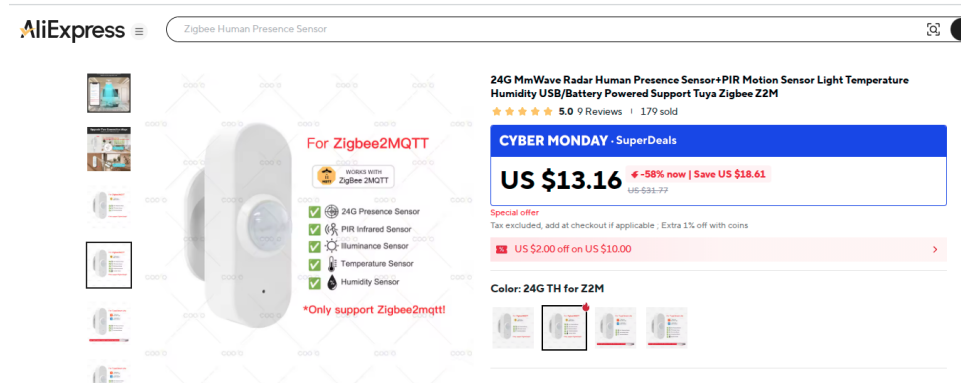 AliExpress
Zigbee Human Presence Sensor
For Zigbee2MQTT
WORKS WITH
ZigBee 2MQTT
24G Presence Sensor
PIR Infrared Sensor
Illuminance Sensor
Temperature Sensor
Humidity Sensor
*Only support Zigbee2mqtt!
24G MmWave Radar Human Presence Sensor+PIR Motion Sensor Light Temperature
Humidity USB/Battery Powered Support Tuya Zigbee Z2M
5.0 9 Reviews | 179 sold
CYBER MONDAY · SuperDeals
US $13.16
-58% now | Save US $18.61
US $31.77
Special offer
Tax excluded, add at checkout if applicable ; Extra 1% off with coins
US $2.00 off on US $10.00
Color: 24G TH for Z2M